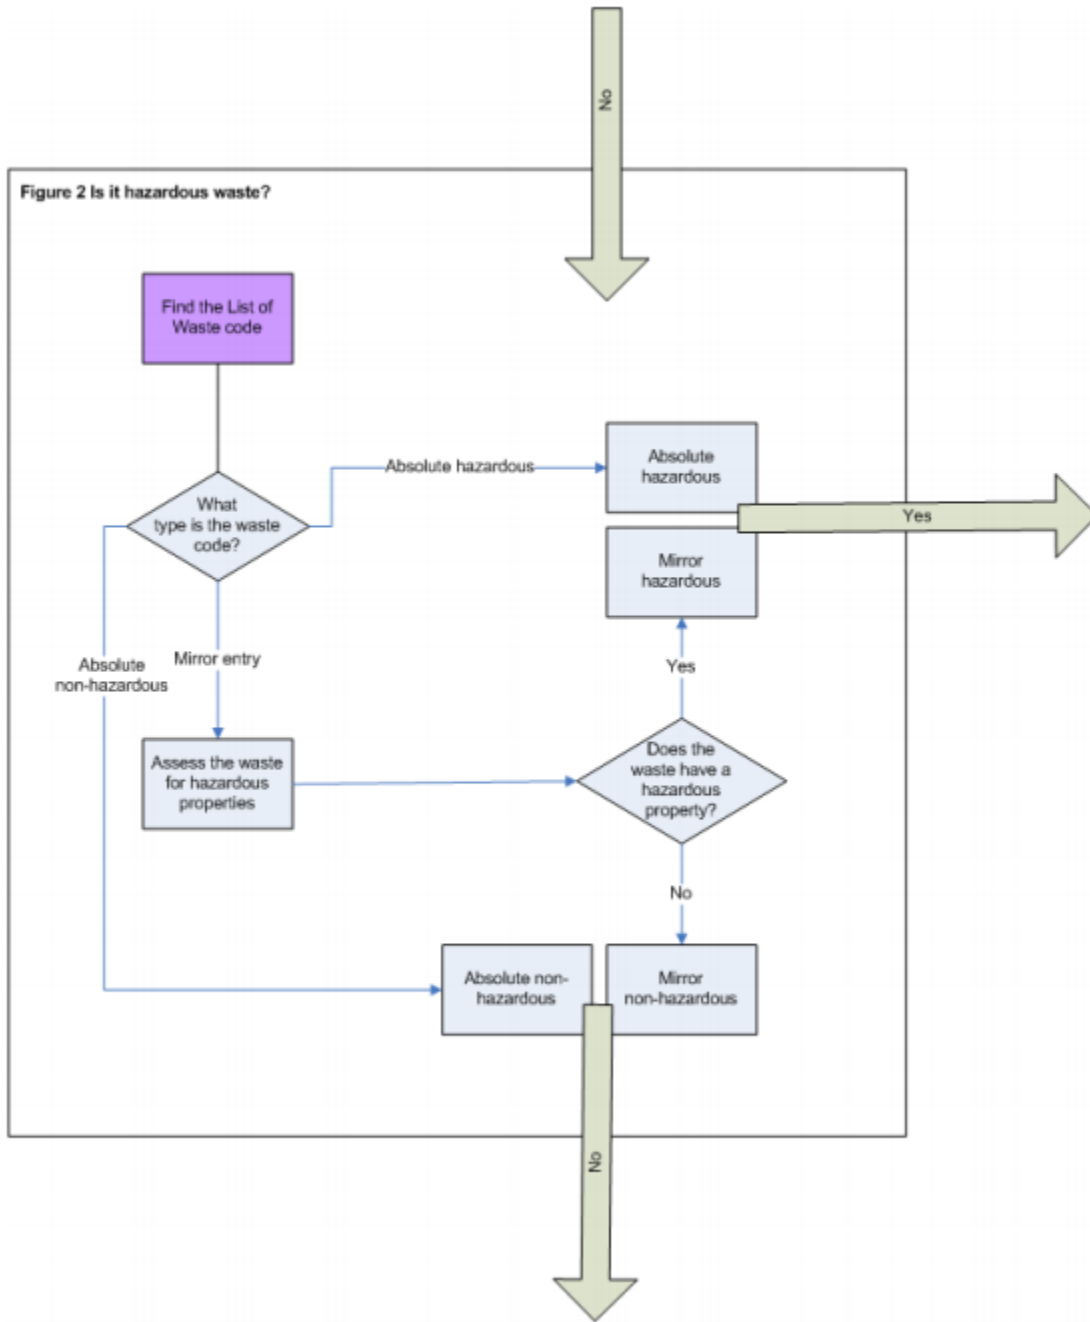 No
Figure 2 Is it hazardous waste?
Find the List of
Waste code
Absolute hazardous
Absolute
hazardous
What
type is the waste
code?
Yes
Mirror
hazardous
Absolute
non-hazardous
Mirror entry
Yes
Assess the waste
for hazardous
properties
Does the
waste have a
hazardous
property?
No
Absolute non-
hazardous
Mirror
non-hazardous
No